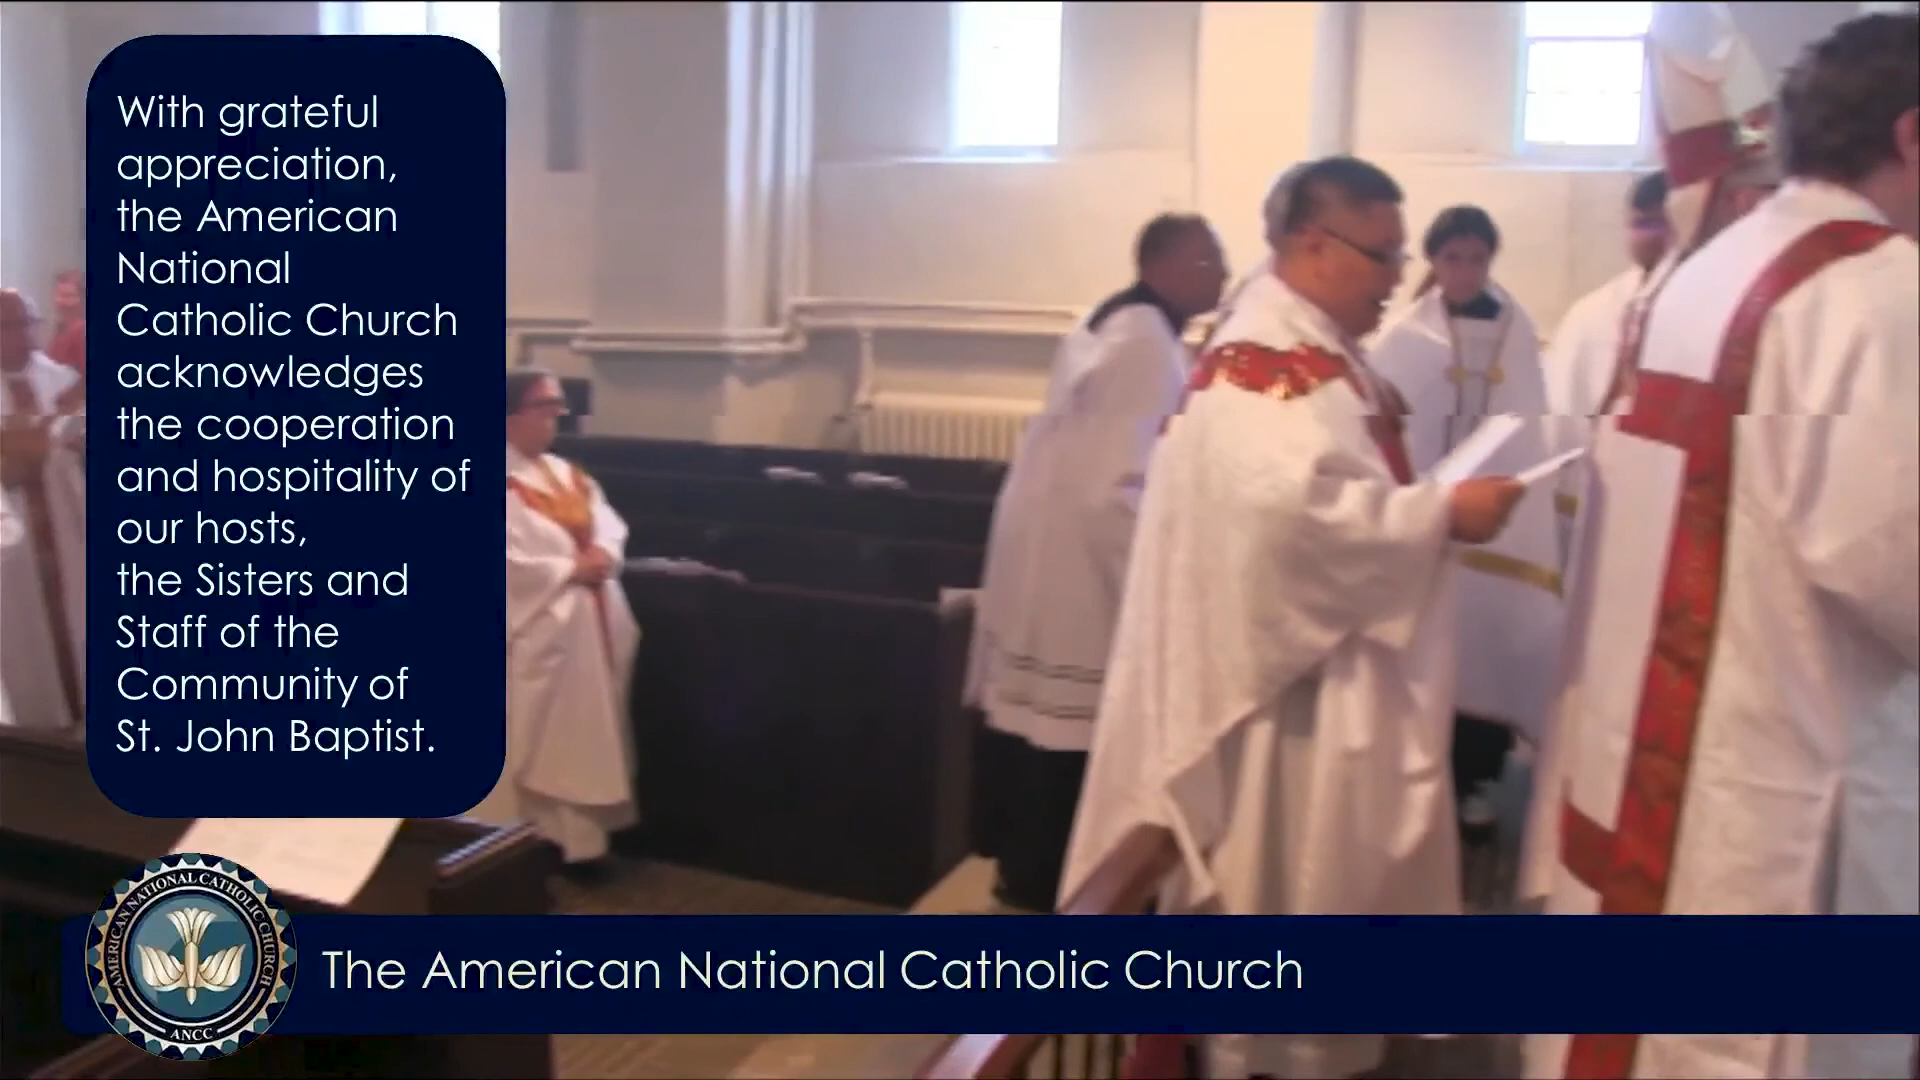 With grateful
appreciation,
the American
National
Catholic Church
acknowledges
the cooperation
and hospitality of
our hosts,
the Sisters and
Staff of the
Community of
St. John Baptist.
AMERICAN NATIONAL CATHOLIC CHURCH
ANCC
The American National Catholic Church